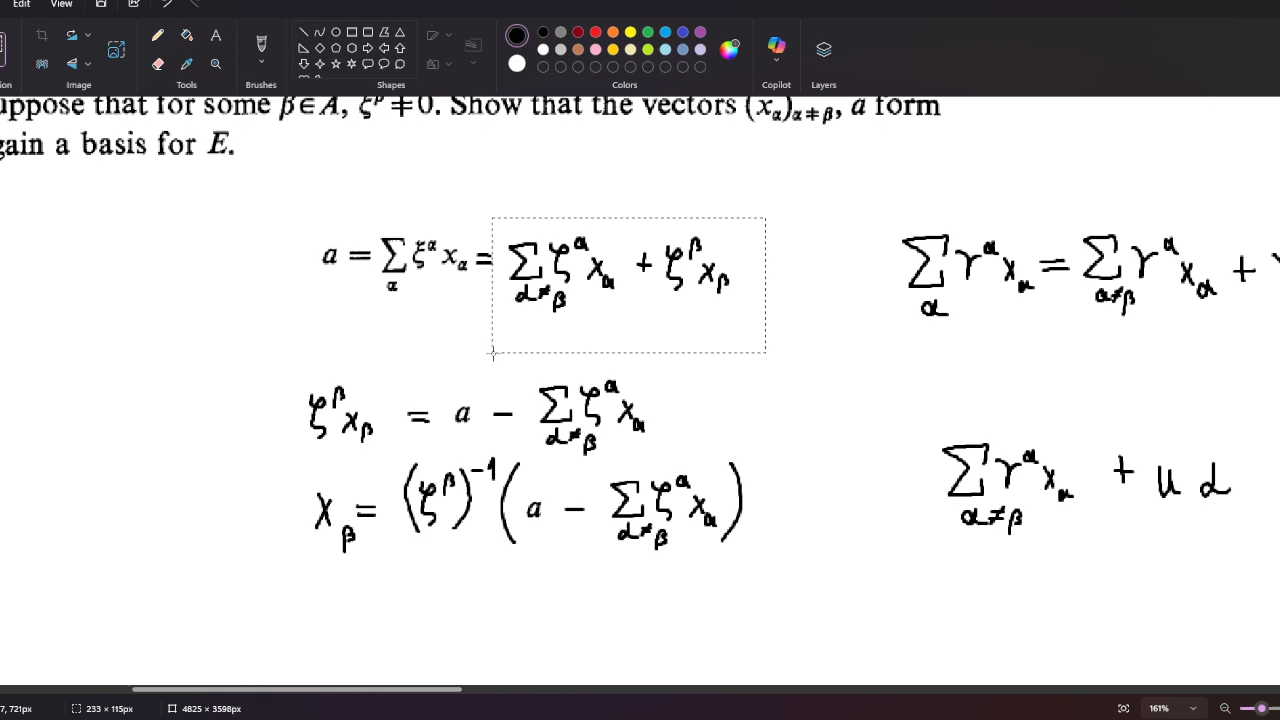 Edit View
Image Tools Brushes Shapes Colors Copilot Layers
uppose that for some β∈A, ξ^β ≠ 0. Show that the vectors (x_α)_{α≠β}, a form
gain a basis for E.
a = Σ_α ξ^α x_α = Σ_{α≠β} ζ^α x_α + ζ^β x_β
Σ_α γ^α x_α = Σ_{α≠β} γ^α x_α +
ζ^β x_β = a − Σ_{α≠β} ζ^α x_α
x_β = (ζ^β)^{-1} (a − Σ_{α≠β} ζ^α x_α)
Σ_{α≠β} γ^α x_α + u α
7, 721px 233 × 115px 4825 × 3598px 161%